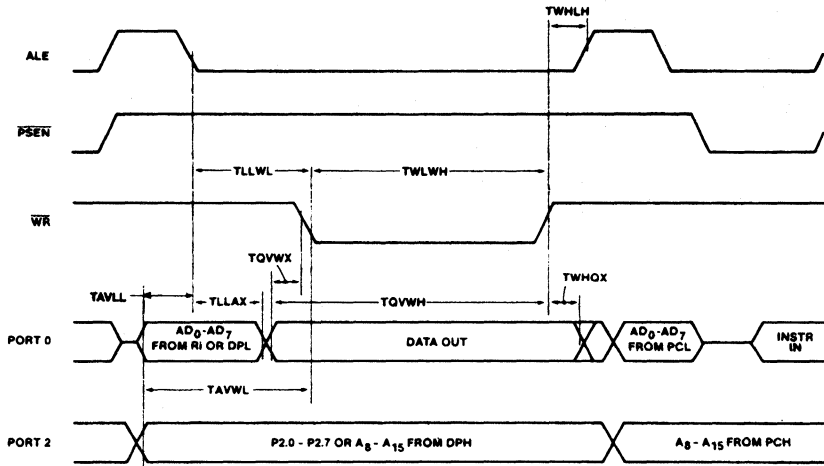 TWHLH
ALE
PSEN
TLLWL
TWLWH
WR
TQVWX
TWHQX
TAVLL
TLLAX
TQVWH
PORT 0
AD0-AD7
FROM Ri OR DPL
DATA OUT
AD0-AD7
FROM PCL
INSTR
IN
TAVWL
PORT 2
P2.0 - P2.7 OR A8 - A15 FROM DPH
A8 - A15 FROM PCH